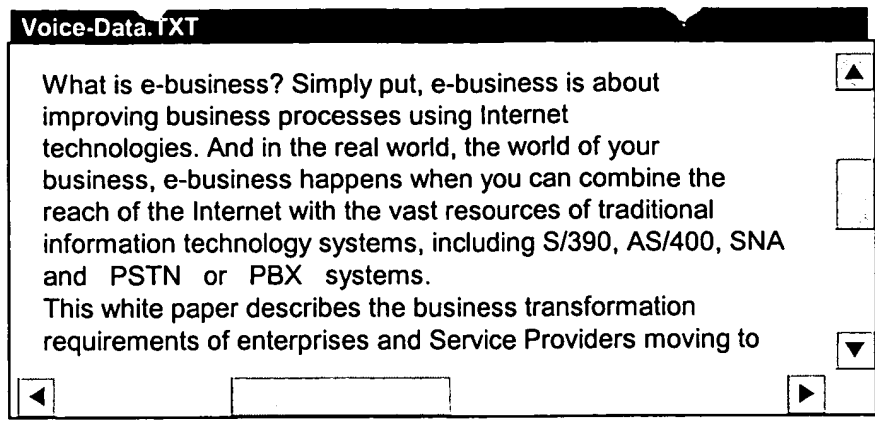 Voice-Data.TXT
What is e-business? Simply put, e-business is about
improving business processes using Internet
technologies. And in the real world, the world of your
business, e-business happens when you can combine the
reach of the Internet with the vast resources of traditional
information technology systems, including S/390, AS/400, SNA
and PSTN or PBX systems.
This white paper describes the business transformation
requirements of enterprises and Service Providers moving to